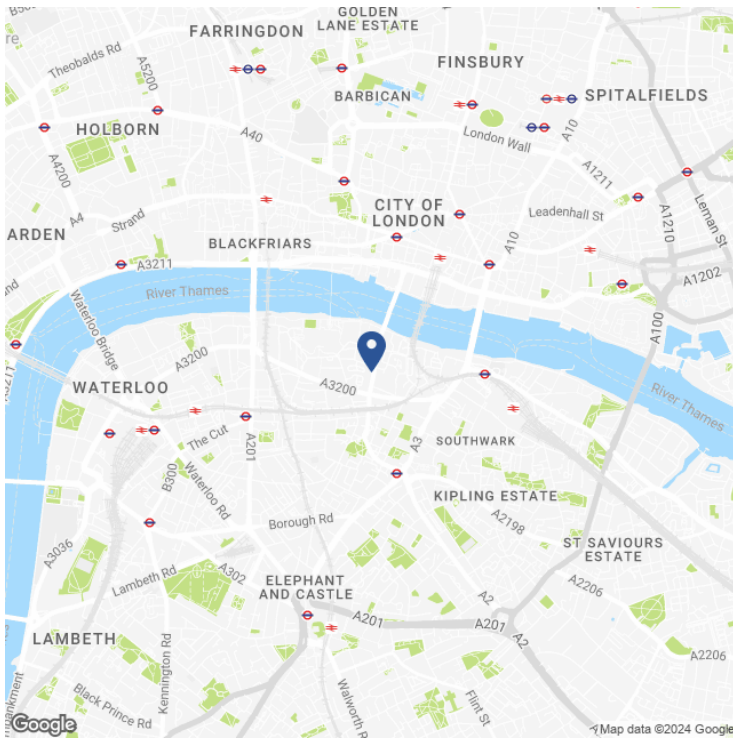 GOLDEN
LANE ESTATE
FARRINGDON
Theobalds Rd
A5200
FINSBURY
BARBICAN
SPITALFIELDS
HOLBORN
A40
London Wall
A10
A4200
A1211
CITY OF
LONDON
Leadenhall St
A1210
Leman St
A4
Strand
ARDEN
BLACKFRIARS
A10
A3211
A1202
River Thames
A100
Waterloo Bridge
A3200
A3211
WATERLOO
A3200
River Thames
The Cut
A201
A3
SOUTHWARK
B300
Waterloo Rd
KIPLING ESTATE
Borough Rd
A2198
ST SAVIOURS
ESTATE
A3036
Lambeth Rd
A302
ELEPHANT
AND CASTLE
A2
A2206
A201
A201
A2
LAMBETH
Kennington Rd
A2206
Black Prince Rd
Walworth R
Flint St
Google
Map data ©2024 Google